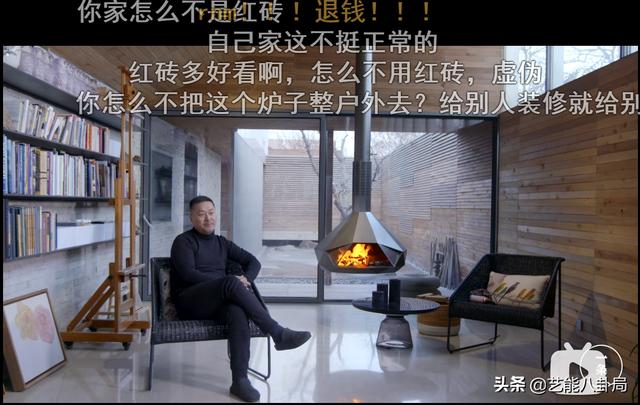 你家怎么不是红砖
！！退钱！！！
自己家这不挺正常的
红砖多好看啊，怎么不用红砖，虚伪
你怎么不把这个炉子整户外去？给别人装修就给别
一条
头条 @艺能八卦局